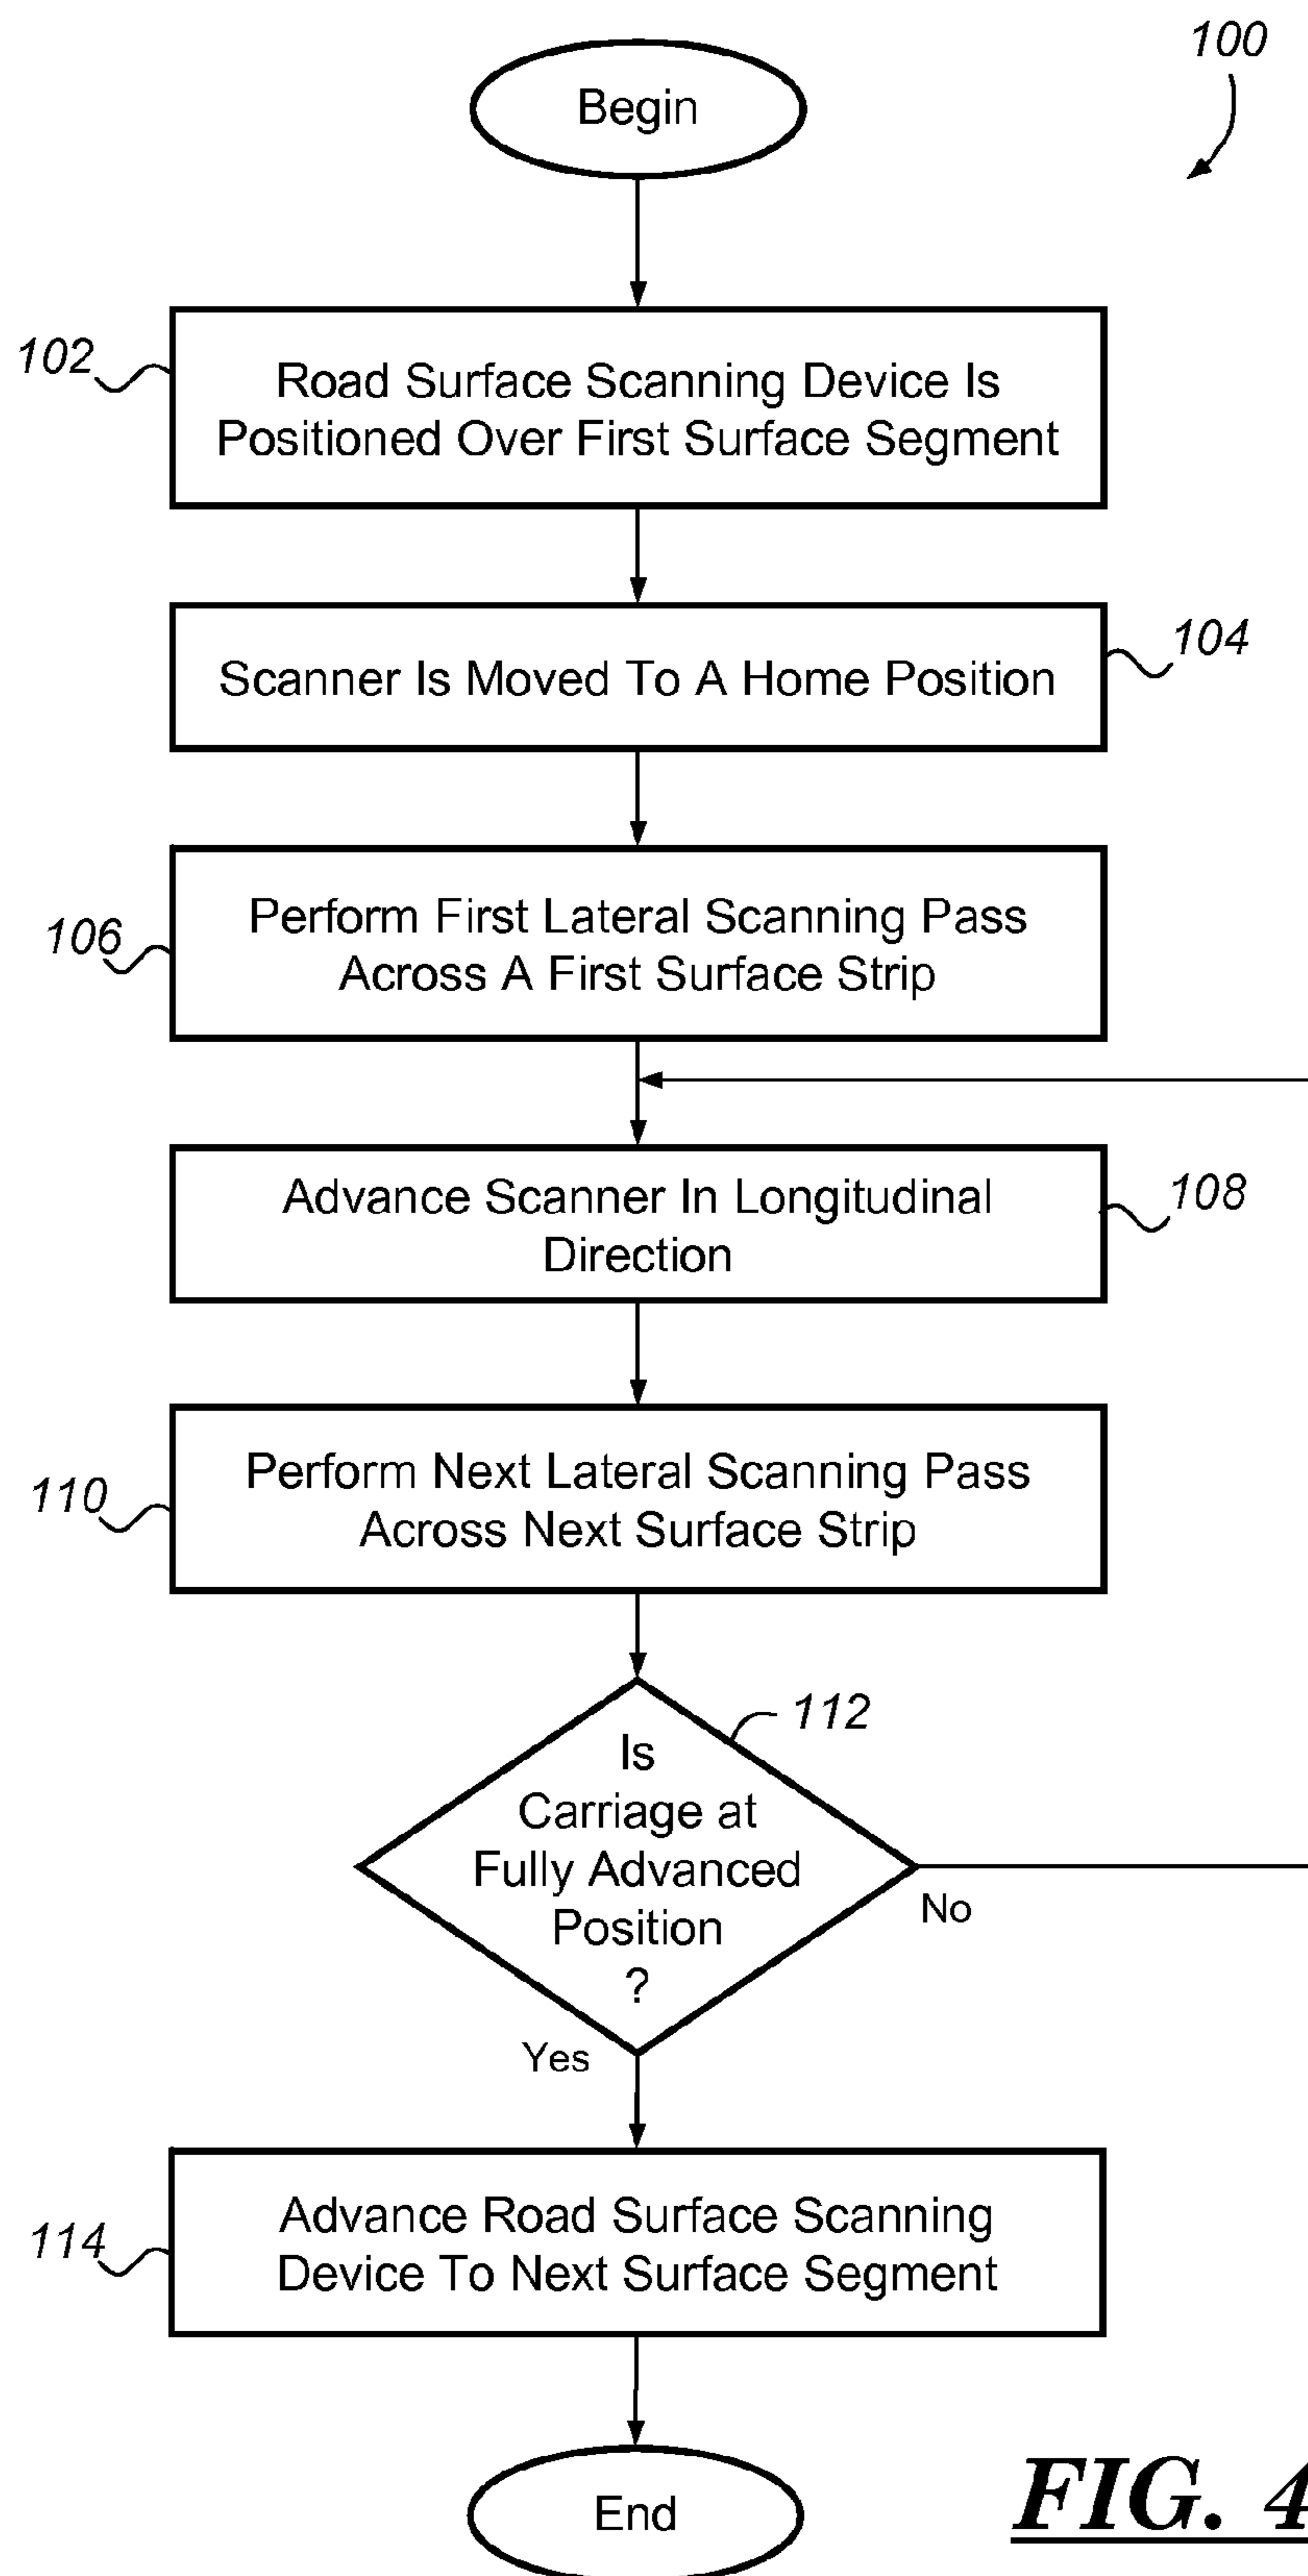 100
Begin
102
Road Surface Scanning Device Is
Positioned Over First Surface Segment
104
Scanner Is Moved To A Home Position
106
Perform First Lateral Scanning Pass
Across A First Surface Strip
108
Advance Scanner In Longitudinal
Direction
110
Perform Next Lateral Scanning Pass
Across Next Surface Strip
112
Is
Carriage at
Fully Advanced
Position
?
No
Yes
114
Advance Road Surface Scanning
Device To Next Surface Segment
End
FIG. 4